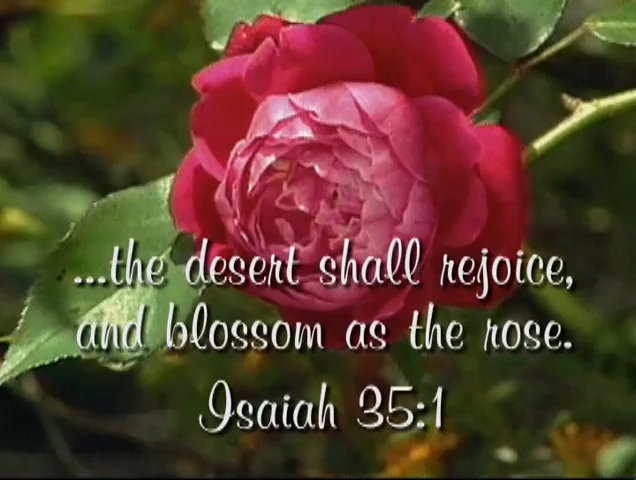 ...the desert shall rejoice,
and blossom as the rose.
Isaiah 35:1